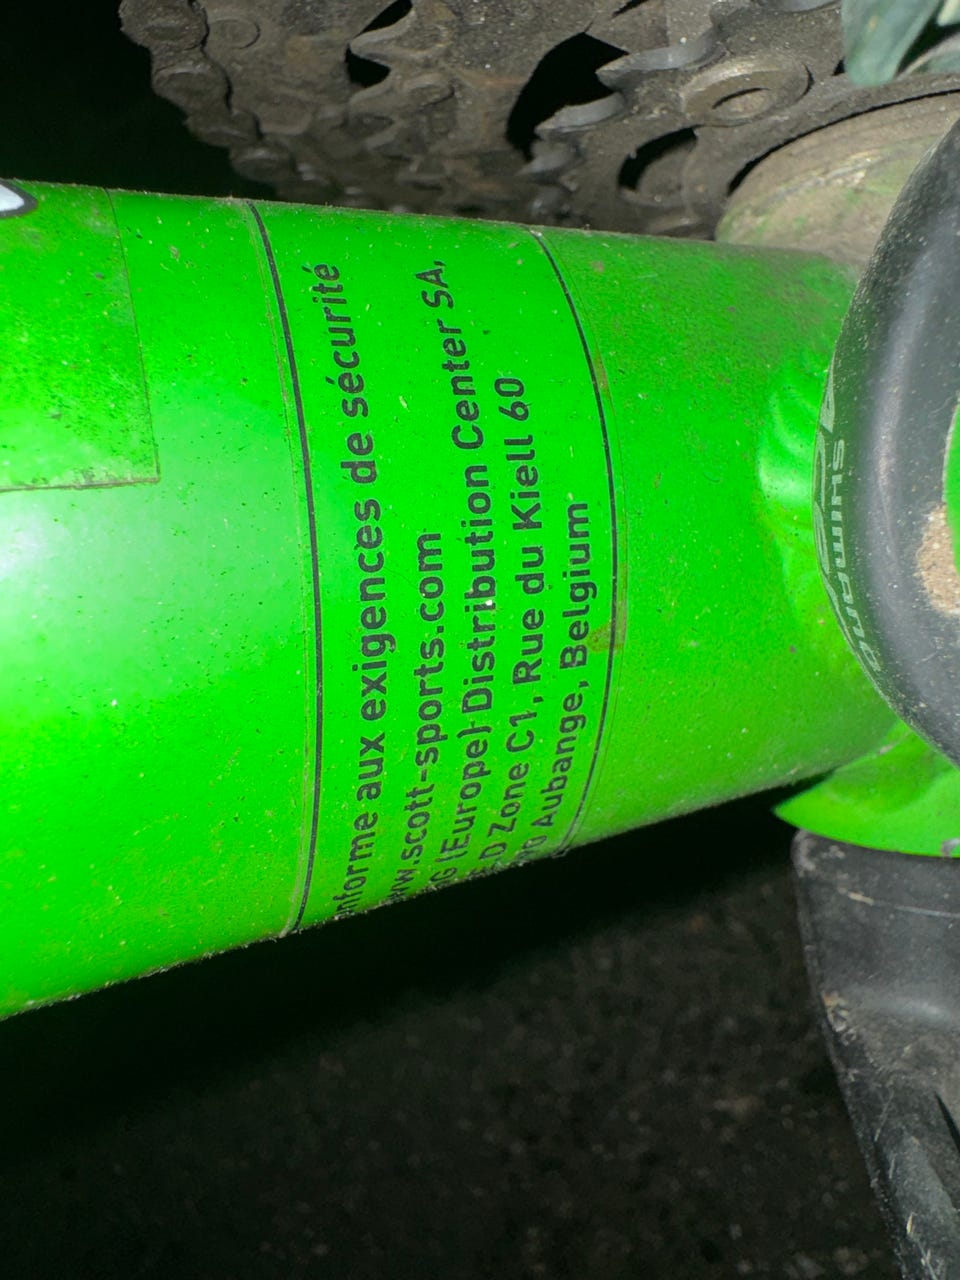 conforme aux exigences de sécurité
www.scott-sports.com
(Europe) Distribution Center SA,
E.D Zone C1, Rue du Kiell 60
Aubange, Belgium